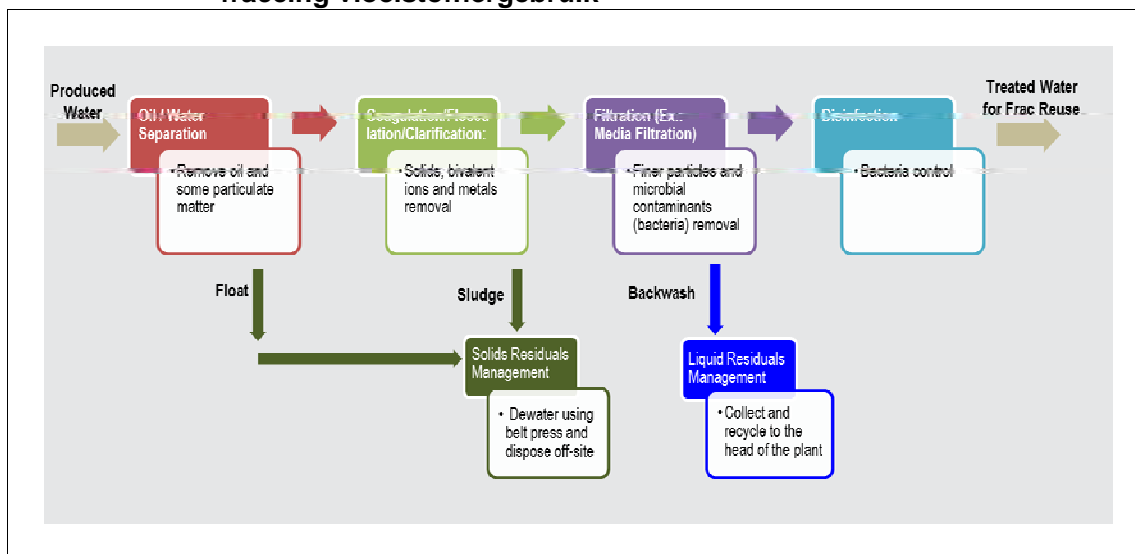 Produced
Water
Oil / Water
Separation
• Remove oil and
some particulate
matter
Coagulation/Floccu
lation/Clarification:
• Solids, bivalent
ions and metals
removal
Filtration (Ex.:
Media Filtration)
• Finer particles and
microbial
contaminants
(bacteria) removal
Disinfection
• Bacteria control
Treated Water
for Frac Reuse
Float
Sludge
Backwash
Solids Residuals
Management
• Dewater using
belt press and
dispose off-site
Liquid Residuals
Management
• Collect and
recycle to the
head of the plant